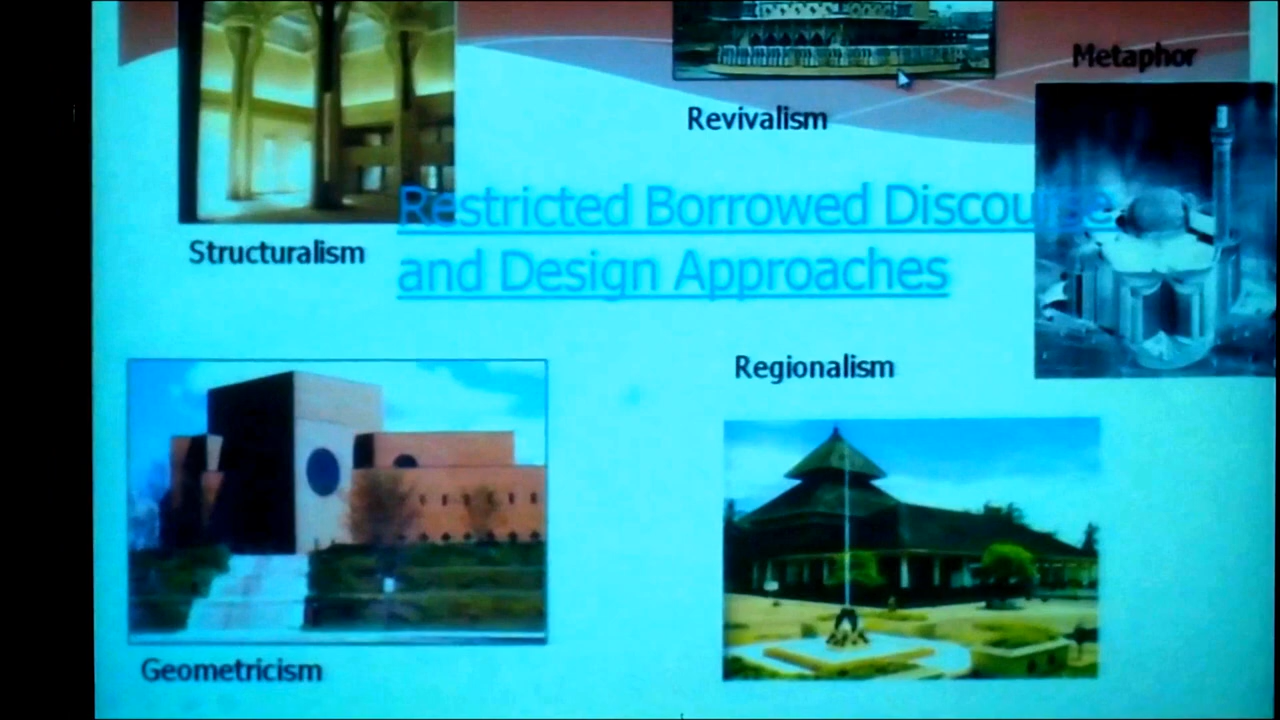 Metaphor
Revivalism
Restricted Borrowed Discourse
and Design Approaches
Structuralism
Regionalism
Geometricism